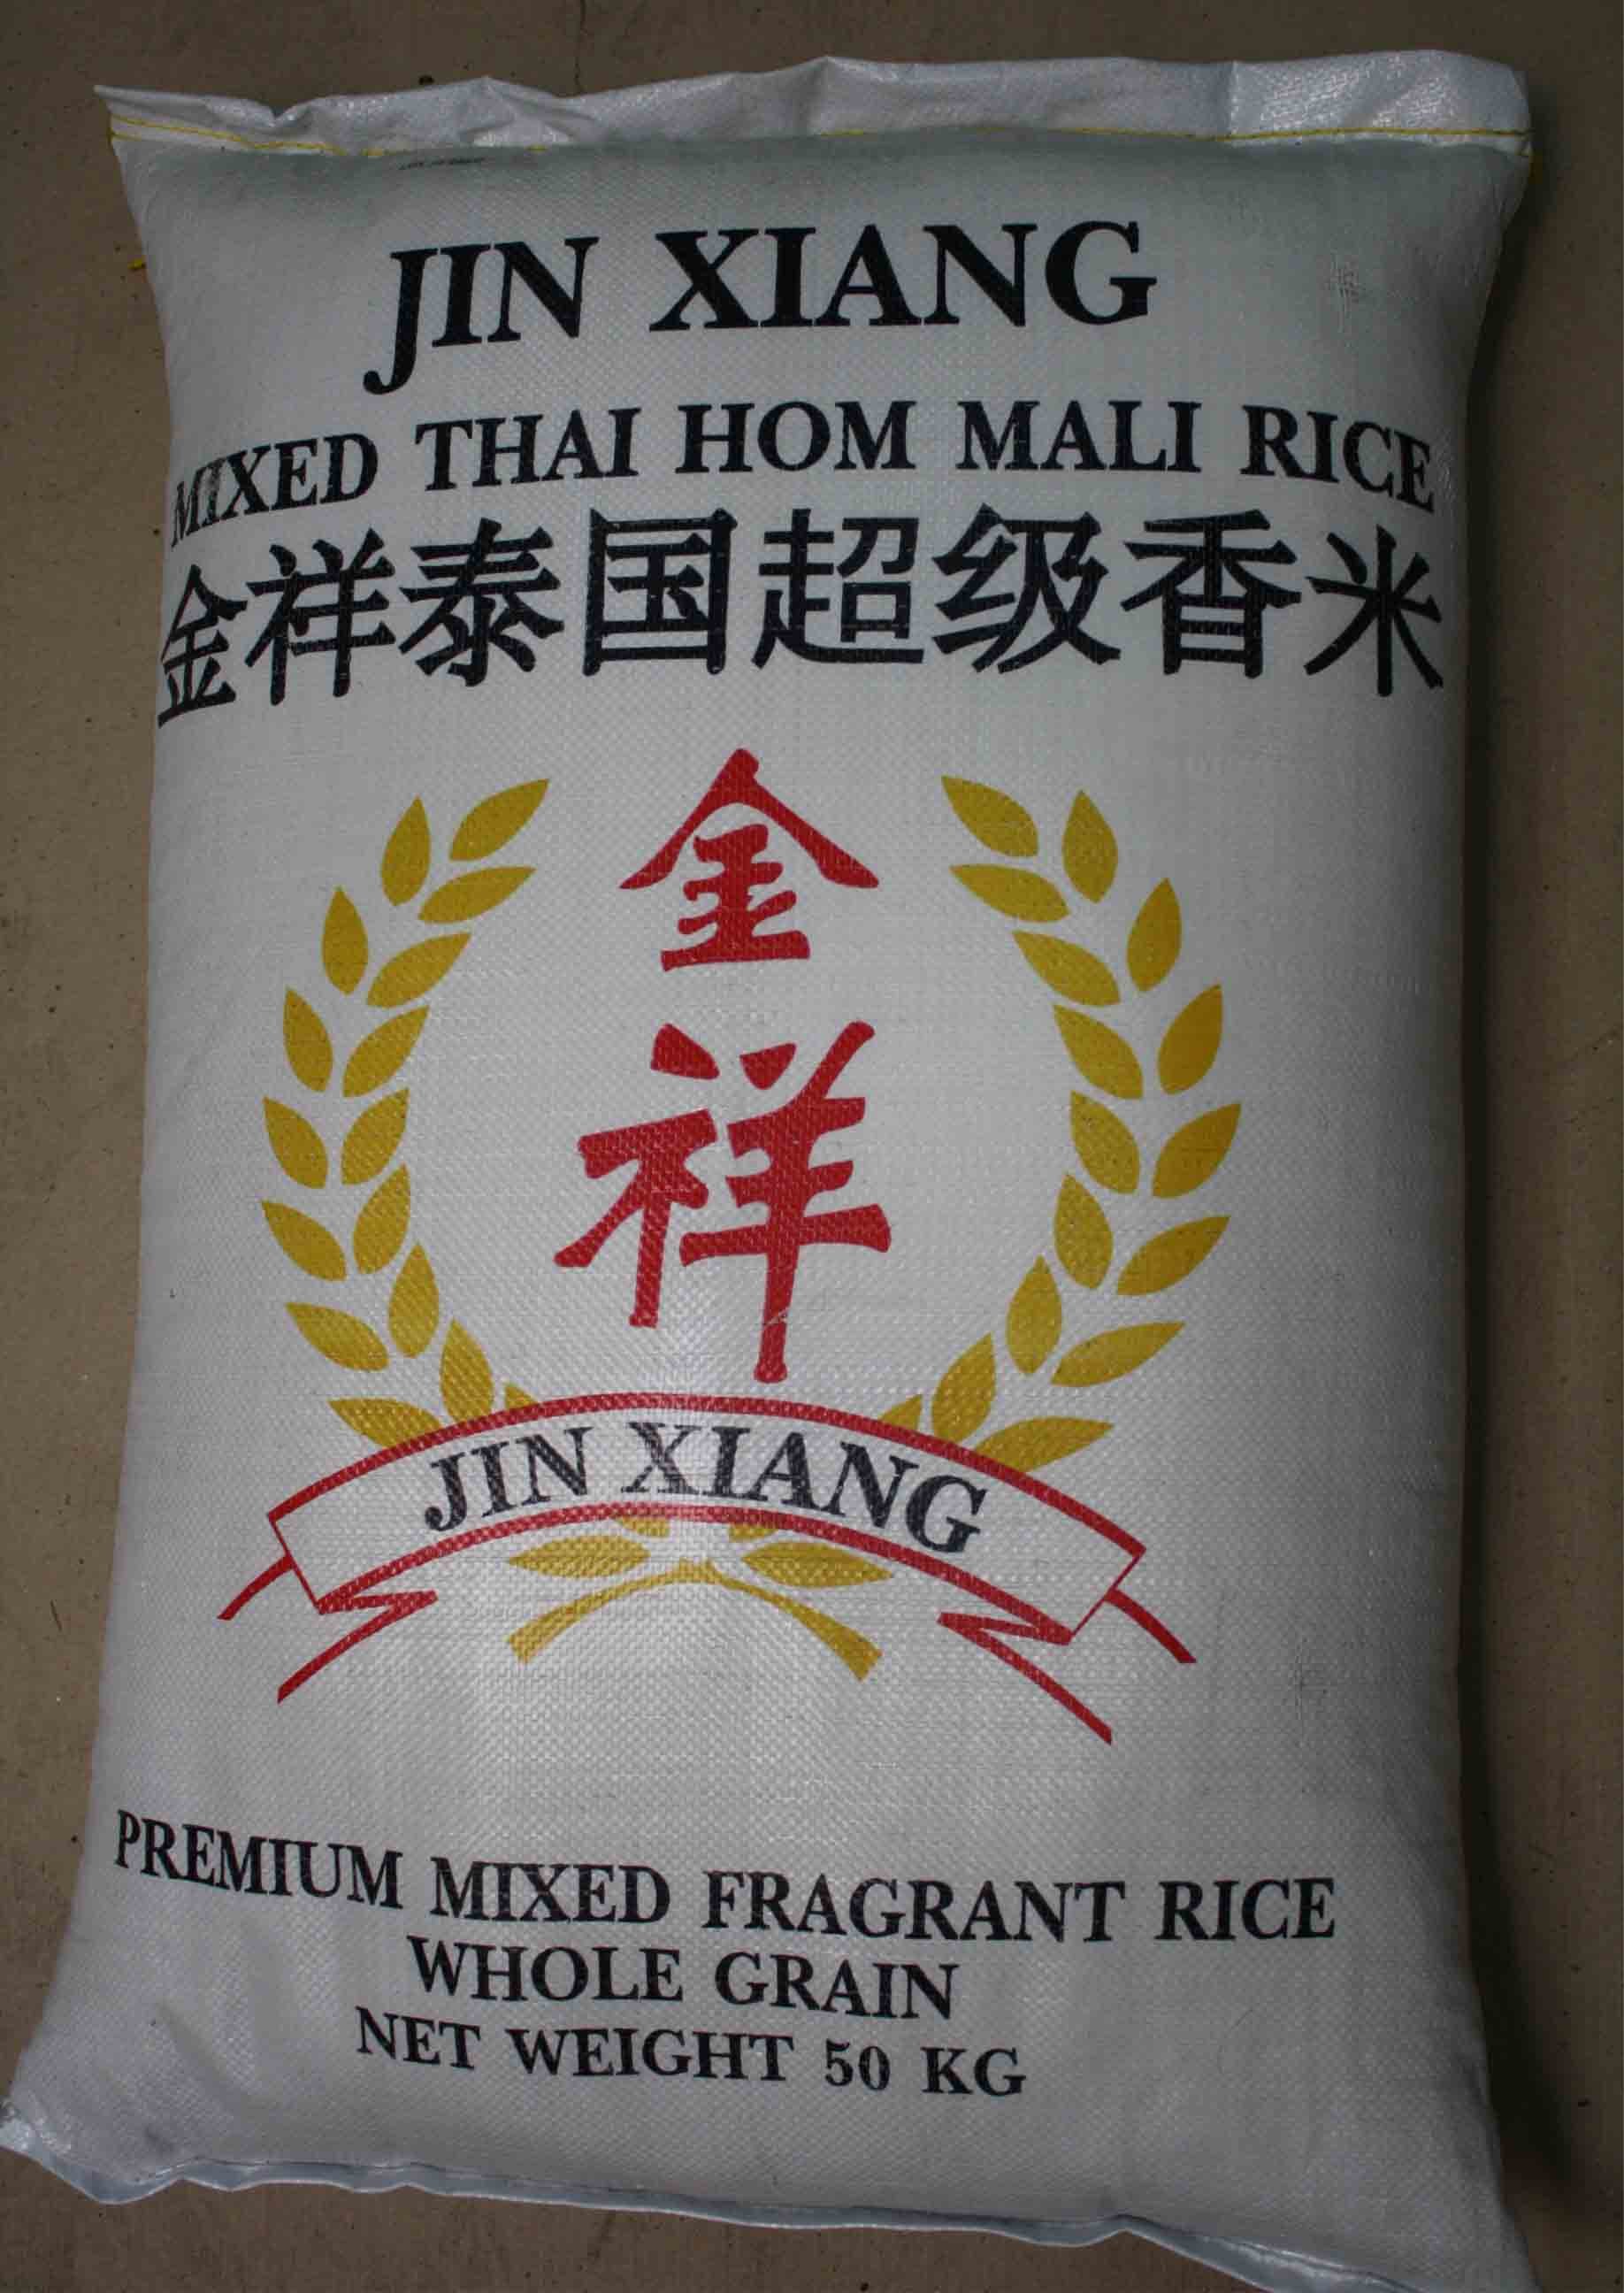 JIN XIANG
MIXED THAI HOM MALI RICE
金祥泰国超级香米
金
祥
JIN XIANG
PREMIUM MIXED FRAGRANT RICE
WHOLE GRAIN
NET WEIGHT 50 KG